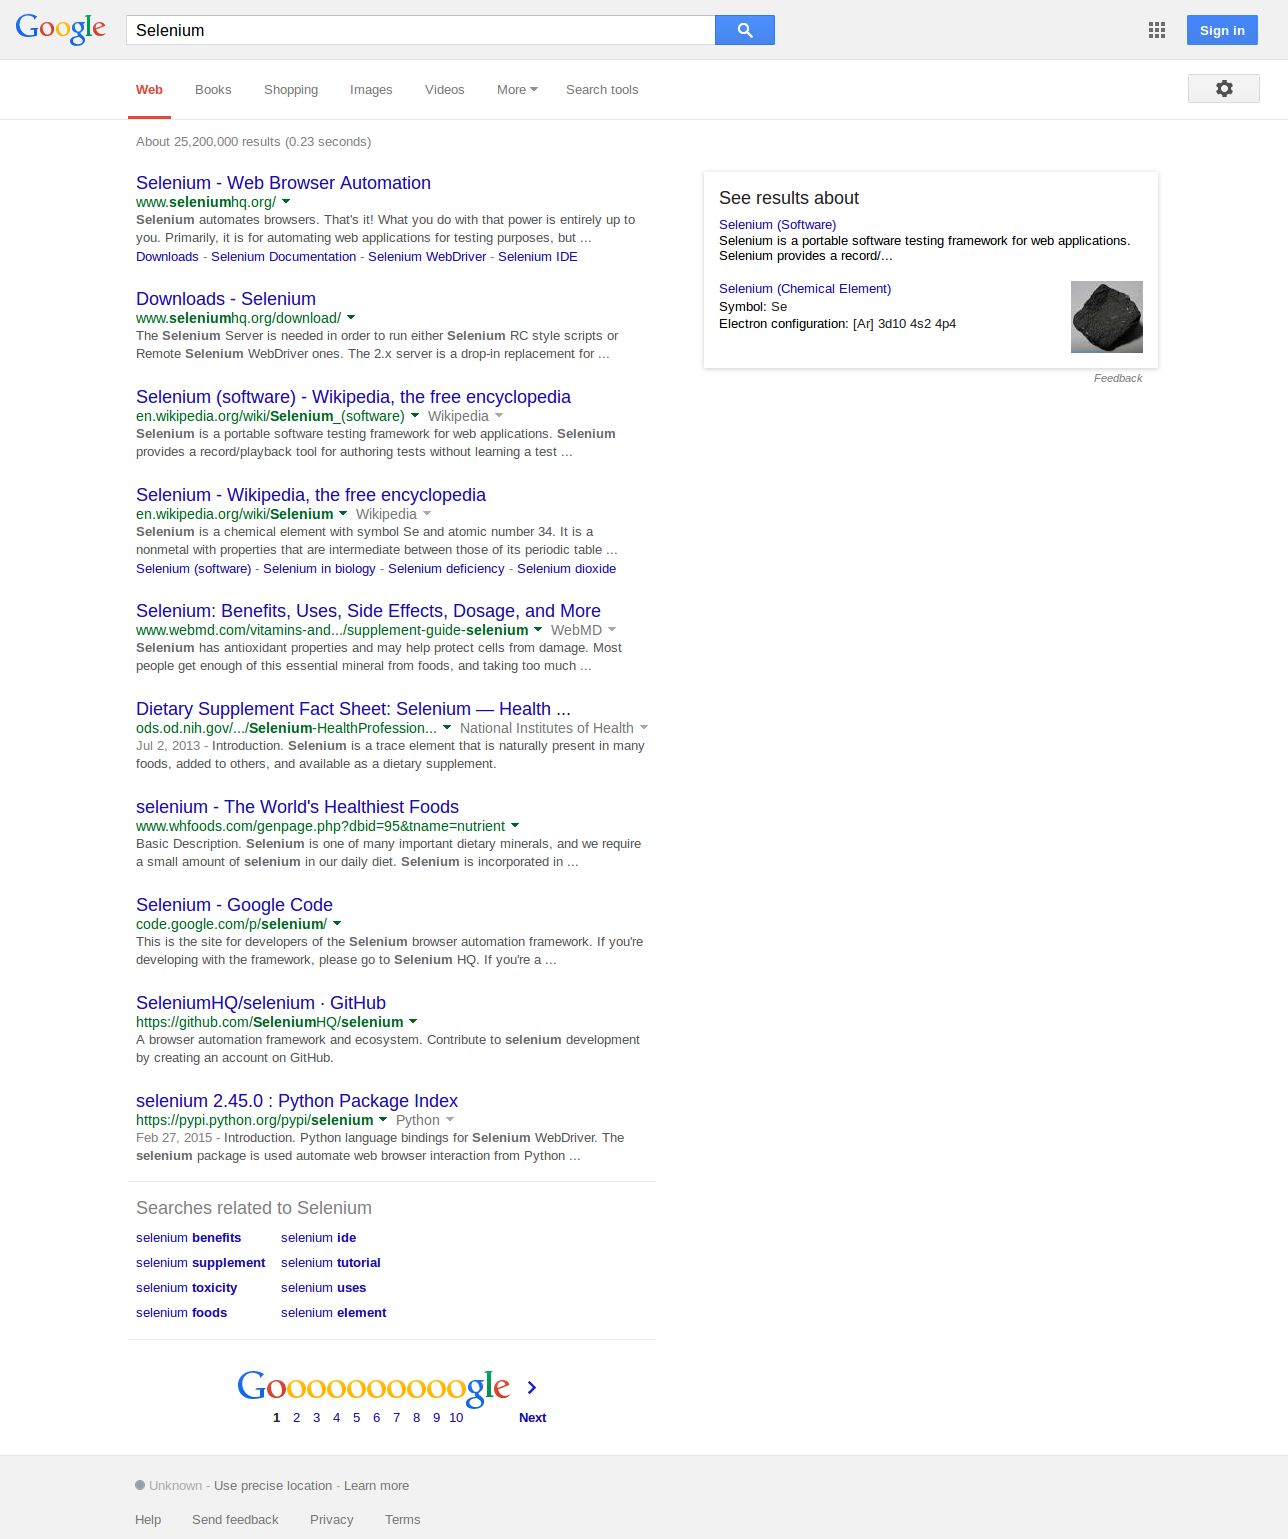 Google Selenium Sign in
Web Books Shopping Images Videos More Search tools
About 25,200,000 results (0.23 seconds)
Selenium - Web Browser Automation
www.seleniumhq.org/
Selenium automates browsers. That's it! What you do with that power is entirely up to
you. Primarily, it is for automating web applications for testing purposes, but ...
Downloads - Selenium Documentation - Selenium WebDriver - Selenium IDE
Downloads - Selenium
www.seleniumhq.org/download/
The Selenium Server is needed in order to run either Selenium RC style scripts or
Remote Selenium WebDriver ones. The 2.x server is a drop-in replacement for ...
Selenium (software) - Wikipedia, the free encyclopedia
en.wikipedia.org/wiki/Selenium_(software) Wikipedia
Selenium is a portable software testing framework for web applications. Selenium
provides a record/playback tool for authoring tests without learning a test ...
Selenium - Wikipedia, the free encyclopedia
en.wikipedia.org/wiki/Selenium Wikipedia
Selenium is a chemical element with symbol Se and atomic number 34. It is a
nonmetal with properties that are intermediate between those of its periodic table ...
Selenium (software) - Selenium in biology - Selenium deficiency - Selenium dioxide
Selenium: Benefits, Uses, Side Effects, Dosage, and More
www.webmd.com/vitamins-and.../supplement-guide-selenium WebMD
Selenium has antioxidant properties and may help protect cells from damage. Most
people get enough of this essential mineral from foods, and taking too much ...
Dietary Supplement Fact Sheet: Selenium — Health ...
ods.od.nih.gov/.../Selenium-HealthProfession... National Institutes of Health
Jul 2, 2013 - Introduction. Selenium is a trace element that is naturally present in many
foods, added to others, and available as a dietary supplement.
selenium - The World's Healthiest Foods
www.whfoods.com/genpage.php?dbid=95&tname=nutrient
Basic Description. Selenium is one of many important dietary minerals, and we require
a small amount of selenium in our daily diet. Selenium is incorporated in ...
Selenium - Google Code
code.google.com/p/selenium/
This is the site for developers of the Selenium browser automation framework. If you're
developing with the framework, please go to Selenium HQ. If you're a ...
SeleniumHQ/selenium · GitHub
https://github.com/SeleniumHQ/selenium
A browser automation framework and ecosystem. Contribute to selenium development
by creating an account on GitHub.
selenium 2.45.0 : Python Package Index
https://pypi.python.org/pypi/selenium Python
Feb 27, 2015 - Introduction. Python language bindings for Selenium WebDriver. The
selenium package is used automate web browser interaction from Python ...
See results about
Selenium (Software)
Selenium is a portable software testing framework for web applications.
Selenium provides a record/...
Selenium (Chemical Element)
Symbol: Se
Electron configuration: [Ar] 3d10 4s2 4p4
Feedback
Searches related to Selenium
selenium benefits selenium ide
selenium supplement selenium tutorial
selenium toxicity selenium uses
selenium foods selenium element
Goooooooooogle
1 2 3 4 5 6 7 8 9 10 Next
Unknown - Use precise location - Learn more
Help Send feedback Privacy Terms